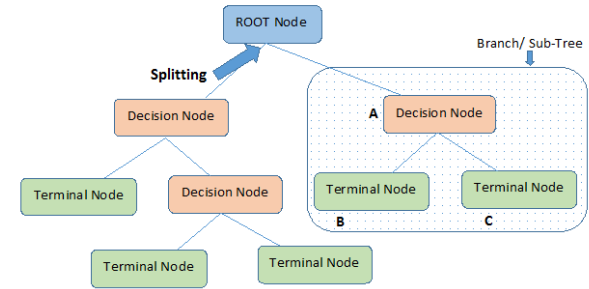 ROOT Node
Branch/ Sub-Tree
Splitting
Decision Node
A
Decision Node
Terminal Node
Decision Node
Terminal Node
Terminal Node
B
C
Terminal Node
Terminal Node